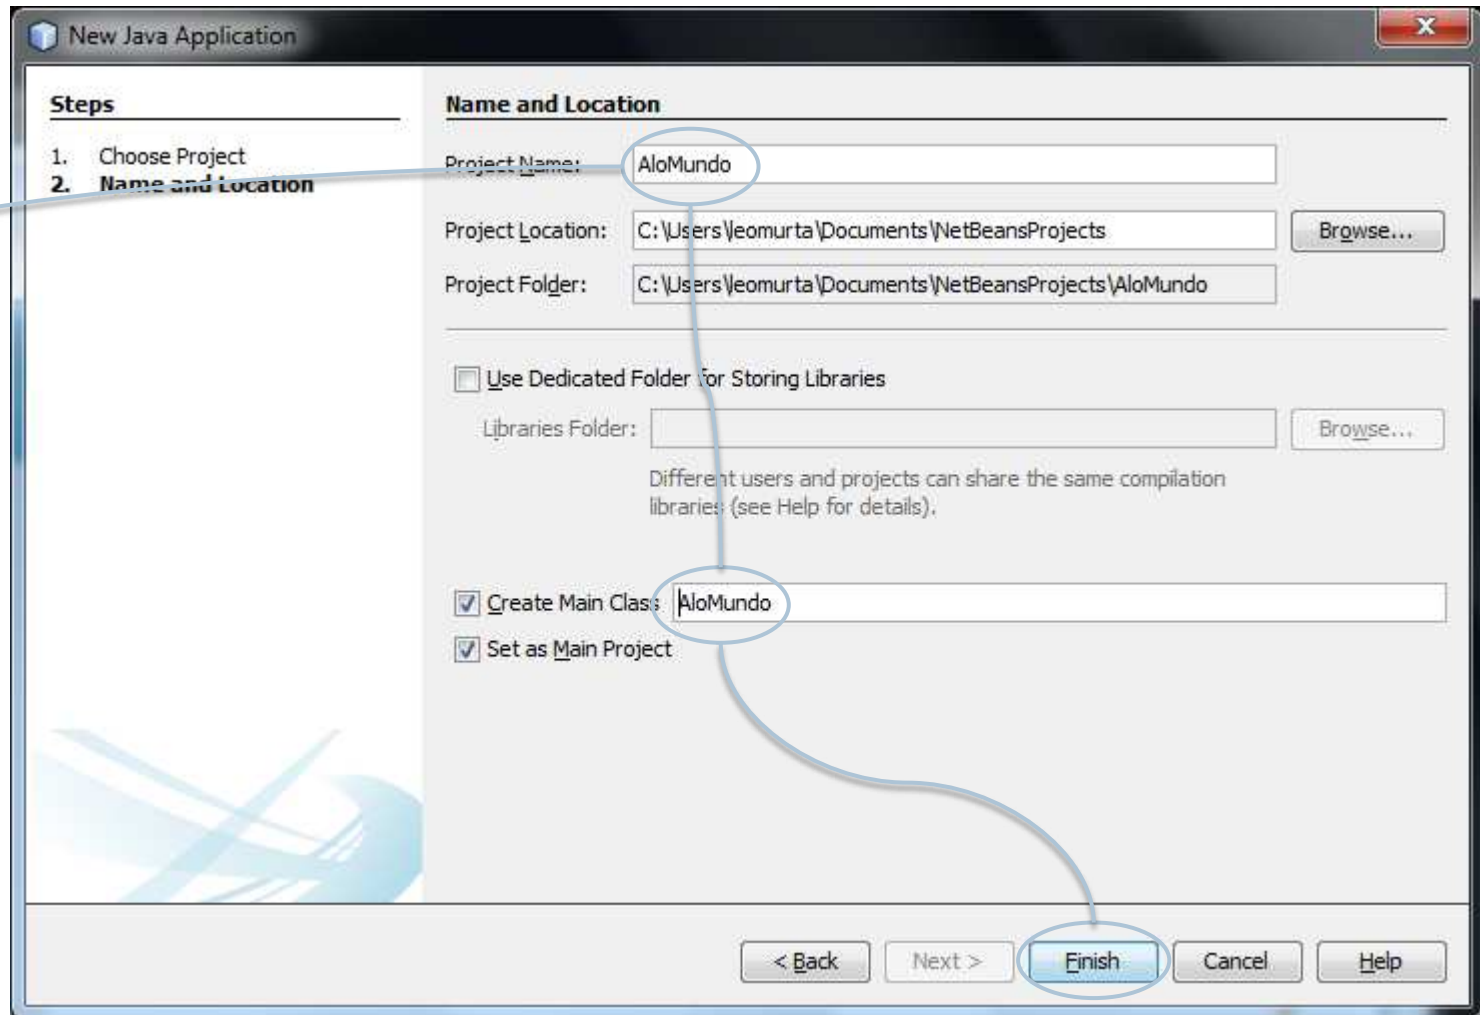 New Java Application
X
Steps
1. Choose Project
2. Name and Location
Name and Location
Project Name: AloMundo
Project Location: C:\Users\leomurta\Documents\NetBeansProjects Browse...
Project Folder: C:\Users\leomurta\Documents\NetBeansProjects\AloMundo
Use Dedicated Folder for Storing Libraries
Libraries Folder: Browse...
Different users and projects can share the same compilation
libraries (see Help for details).
Create Main Class AloMundo
Set as Main Project
< Back Next > Finish Cancel Help